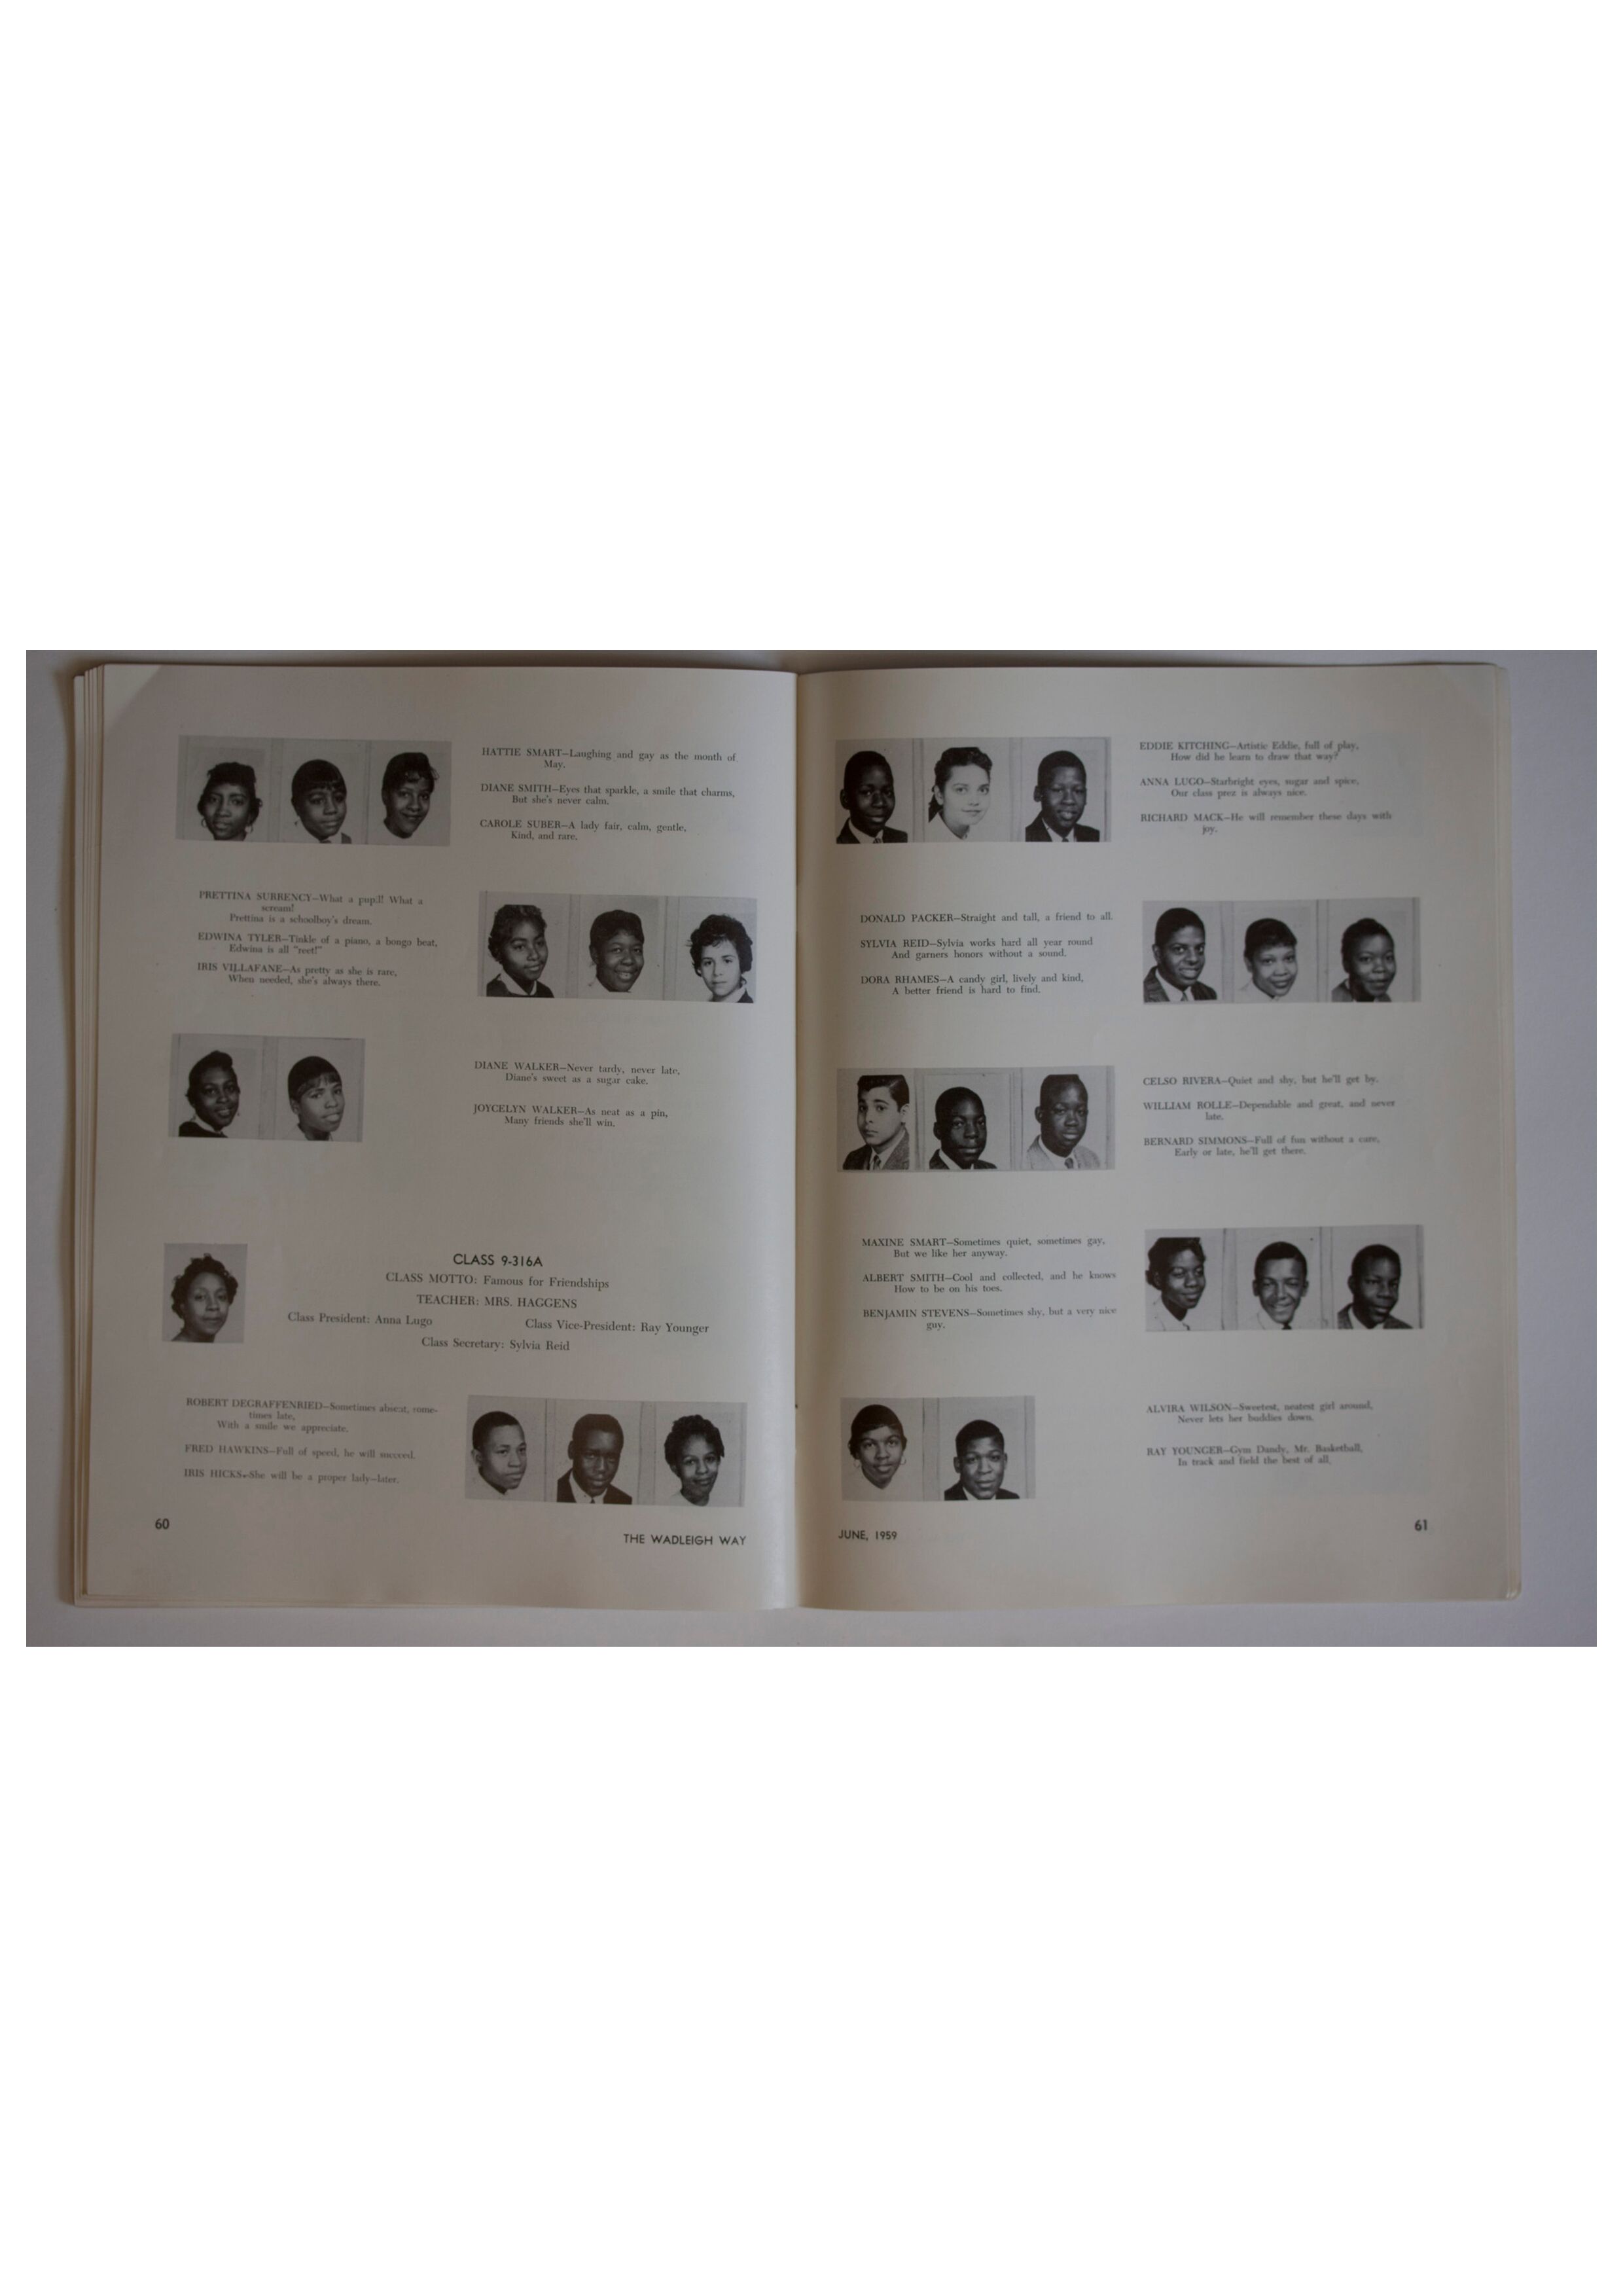 HATTIE SMART—Laughing and gay as the month of
May.
DIANE SMITH—Eyes that sparkle, a smile that charms,
But she's never calm.
CAROLE SUBER—A lady fair, calm, gentle,
Kind, and rare.
PRETTINA SURRENCY—What a pupil! What a
scream!
Prettina is a schoolboy's dream.
EDWINA TYLER—Tinkle of a piano, a bongo beat,
Edwina is all "reet!"
IRIS VILLAFANE—As pretty as she is rare,
When needed, she's always there.
DIANE WALKER—Never tardy, never late,
Diane's sweet as a sugar cake.
JOYCELYN WALKER—As neat as a pin,
Many friends she'll win.
CLASS 9-316A
CLASS MOTTO: Famous for Friendships
TEACHER: MRS. HAGGENS
Class President: Anna Lugo
Class Vice-President: Ray Younger
Class Secretary: Sylvia Reid
ROBERT DEGRAFFENRIED—Sometimes absent, some-
times late,
With a smile we appreciate.
FRED HAWKINS—Full of speed, he will succeed.
IRIS HICKS—She will be a proper lady—later.
60
THE WADLEIGH WAY
EDDIE KITCHING—Artistic Eddie, full of play,
How did he learn to draw that way?
ANNA LUGO—Starbright eyes, sugar and spice,
Our class prez is always nice.
RICHARD MACK—He will remember these days with
joy.
DONALD PACKER—Straight and tall, a friend to all.
SYLVIA REID—Sylvia works hard all year round
And garners honors without a sound.
DORA RHAMES—A candy girl, lively and kind,
A better friend is hard to find.
CELSO RIVERA—Quiet and shy, but he'll get by.
WILLIAM ROLLE—Dependable and great, and never
late.
BERNARD SIMMONS—Full of fun without a care,
Early or late, he'll get there.
MAXINE SMART—Sometimes quiet, sometimes gay,
But we like her anyway.
ALBERT SMITH—Cool and collected, and he knows
How to be on his toes.
BENJAMIN STEVENS—Sometimes shy, but a very nice
guy.
ALVIRA WILSON—Sweetest, neatest girl around,
Never lets her buddies down.
RAY YOUNGER—Gym Dandy, Mr. Basketball,
In track and field the best of all.
JUNE, 1959
61